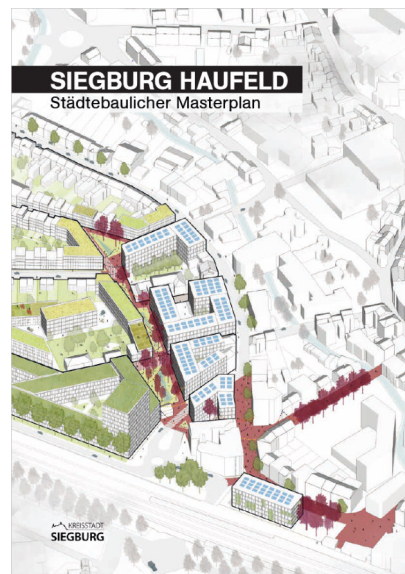 SIEGBURG HAUFELD
Städtebaulicher Masterplan
KREISSTADT
SIEGBURG